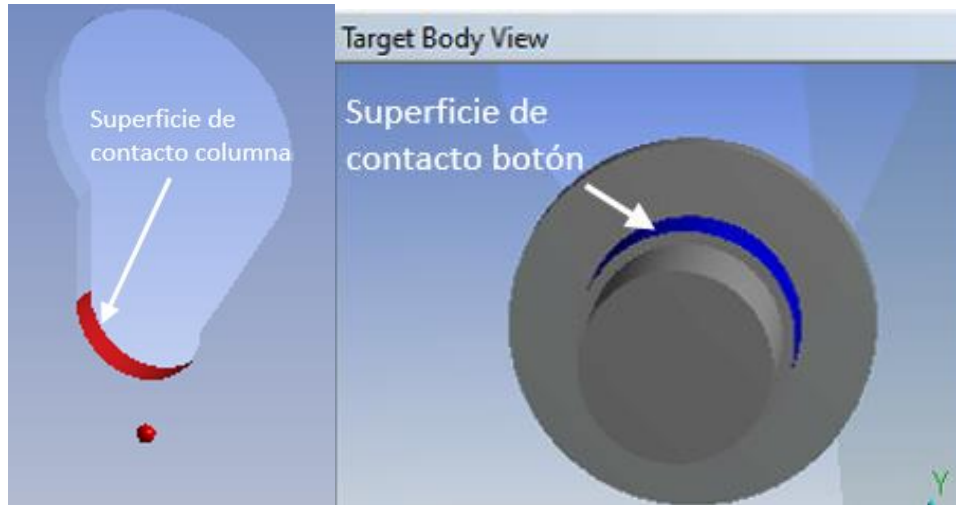 Superficie de
contacto columna
Target Body View
Superficie de
contacto botón
Y